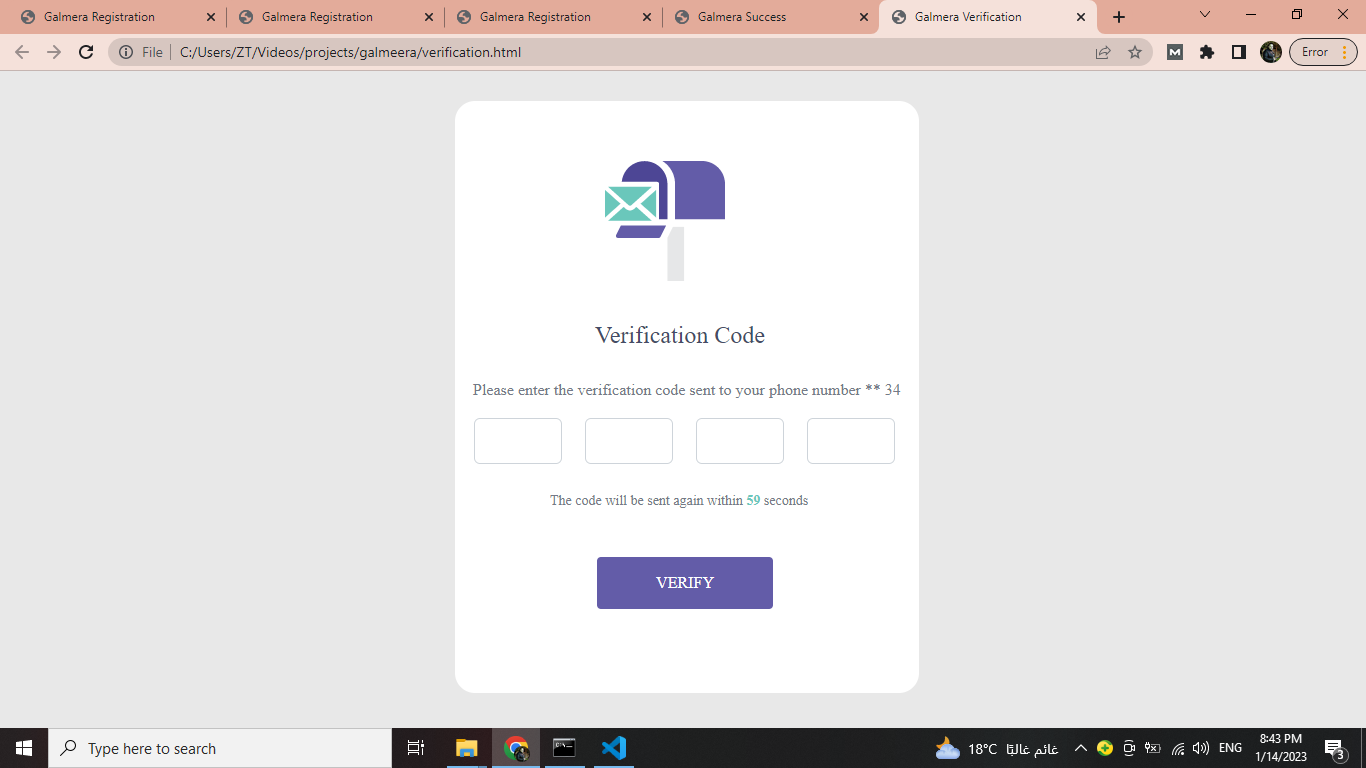 Galmera Registration
Galmera Registration
Galmera Registration
Galmera Success
Galmera Verification
File
C:/Users/ZT/Videos/projects/galmeera/verification.html
M
Error
Verification Code
Please enter the verification code sent to your phone number ** 34
The code will be sent again within 59 seconds
VERIFY
Type here to search
18°C غائم غالبًا
ENG
8:43 PM
1/14/2023
3